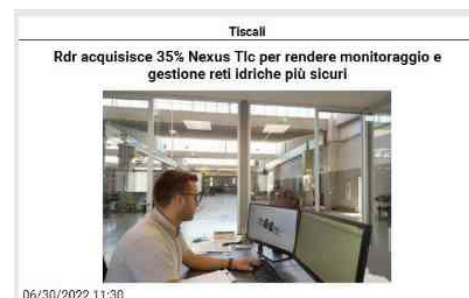 Tiscali
Rdr acquisisce 35% Nexus Tlc per rendere monitoraggio e
gestione reti idriche più sicuri
06/30/2022 11:30